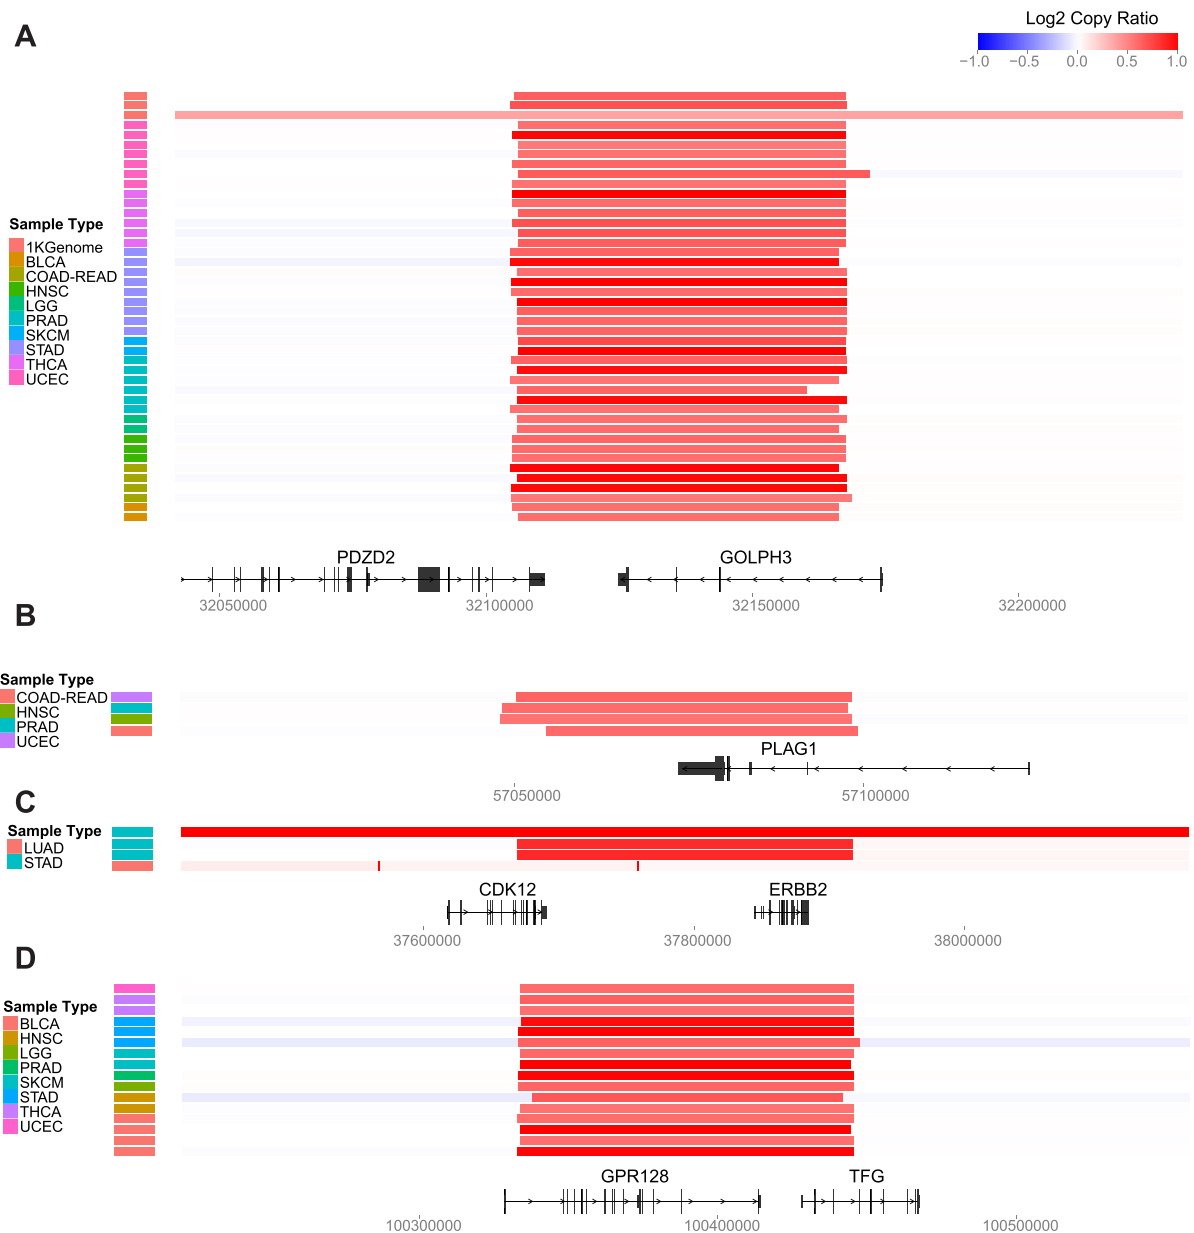 A
Log2 Copy Ratio
−1.0 −0.5 0.0 0.5 1.0
Sample Type
1KGenome
BLCA
COAD-READ
HNSC
LGG
PRAD
SKCM
STAD
THCA
UCEC
PDZD2 GOLPH3
32050000 32100000 32150000 32200000
B
Sample Type
COAD-READ
HNSC
PRAD
UCEC
PLAG1
57050000 57100000
C
Sample Type
LUAD
STAD
CDK12 ERBB2
37600000 37800000 38000000
D
Sample Type
BLCA
HNSC
LGG
PRAD
SKCM
STAD
THCA
UCEC
GPR128 TFG
100300000 100400000 100500000